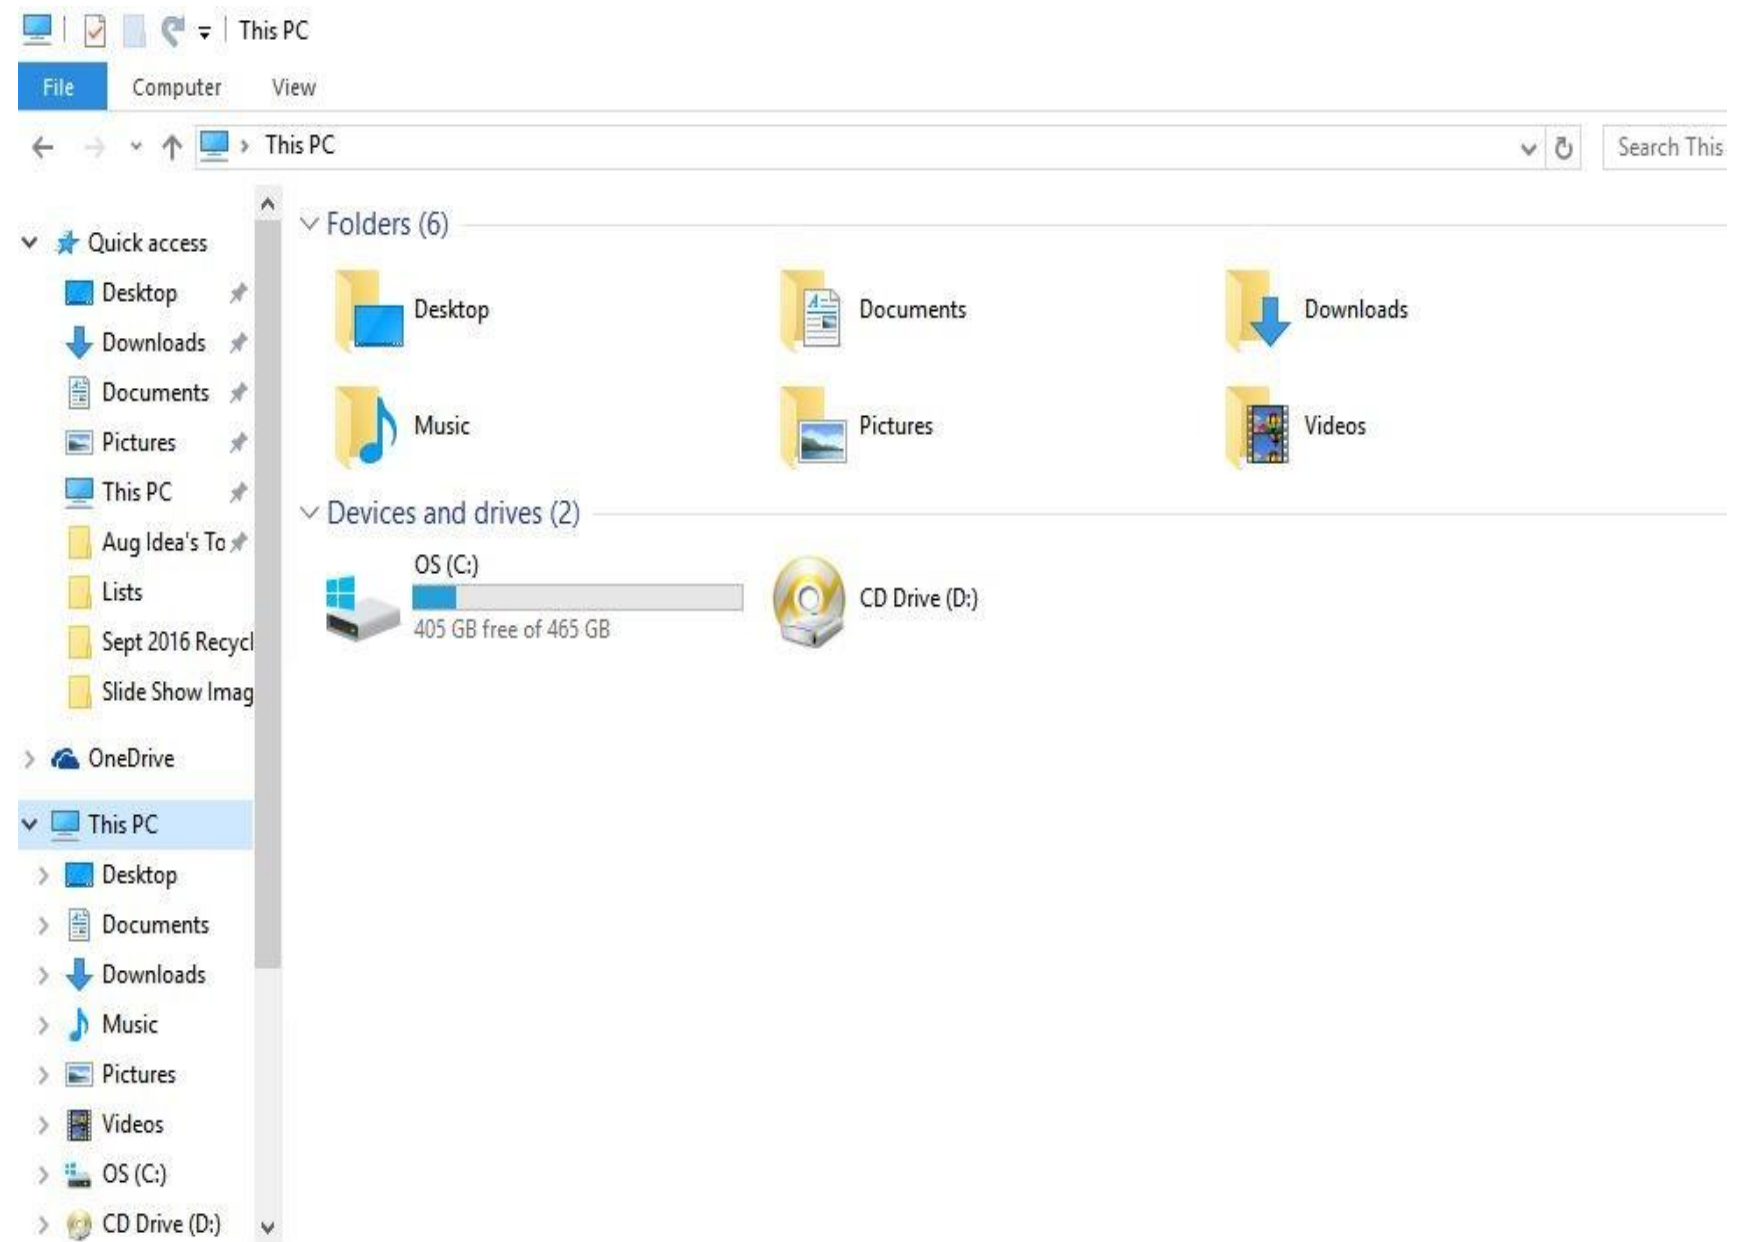 This PC
File Computer View
This PC
Search This
Quick access
Desktop
Downloads
Documents
Pictures
This PC
Aug Idea's To
Lists
Sept 2016 Recycl
Slide Show Imag
OneDrive
This PC
Desktop
Documents
Downloads
Music
Pictures
Videos
OS (C:)
CD Drive (D:)
Folders (6)
Desktop
Documents
Downloads
Music
Pictures
Videos
Devices and drives (2)
OS (C:)
405 GB free of 465 GB
CD Drive (D:)